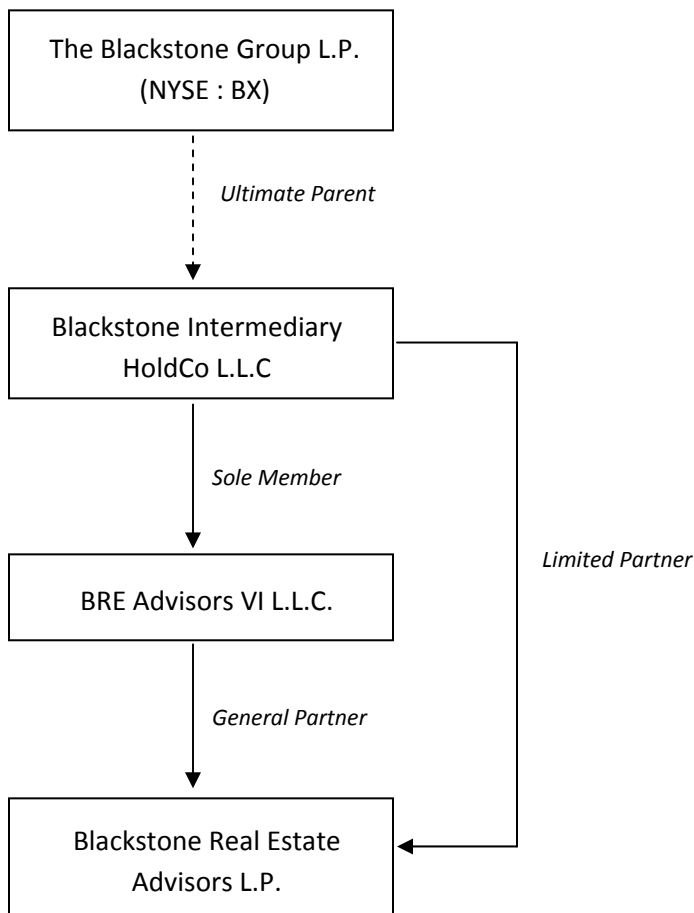 The Blackstone Group L.P.
(NYSE : BX)
Ultimate Parent
Blackstone Intermediary
HoldCo L.L.C
Sole Member
Limited Partner
BRE Advisors VI L.L.C.
General Partner
Blackstone Real Estate
Advisors L.P.